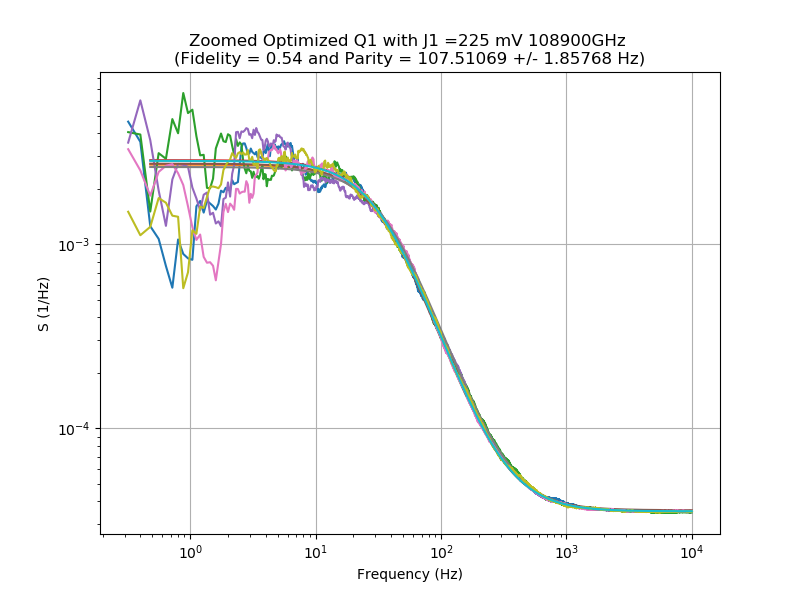 Zoomed Optimized Q1 with J1 =225 mV 108900GHz
(Fidelity = 0.54 and Parity = 107.51069 +/- 1.85768 Hz)
S (1/Hz)
10⁻³
10⁻⁴
10⁰ 10¹ 10² 10³ 10⁴
Frequency (Hz)